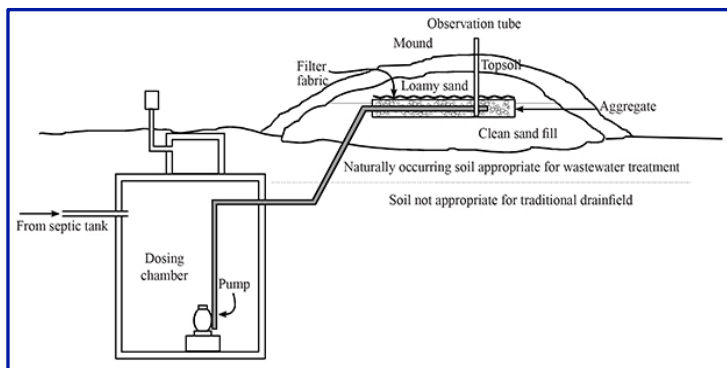 Observation tube
Mound
Filter
fabric
Topsoil
Loamy sand
Aggregate
Clean sand fill
Naturally occurring soil appropriate for wastewater treatment
Soil not appropriate for traditional drainfield
From septic tank
Dosing
chamber
Pump